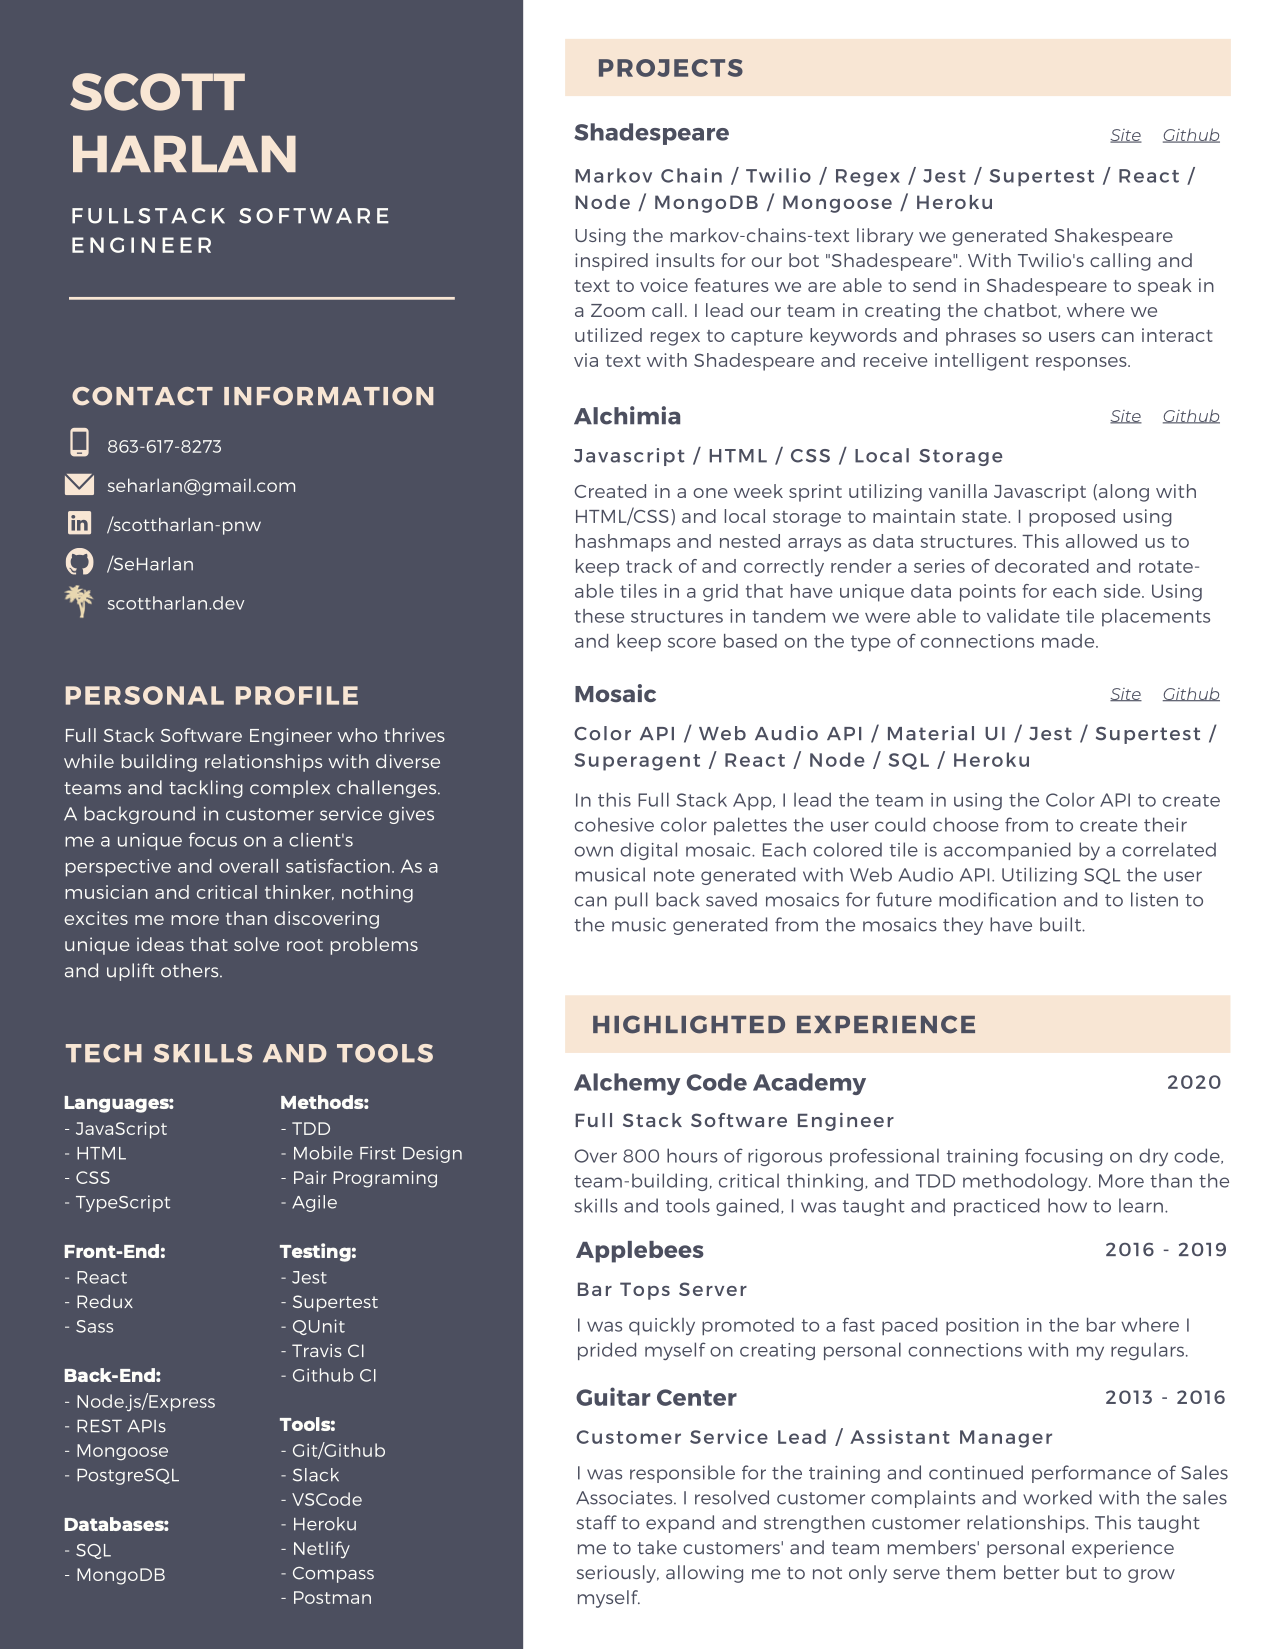 SCOTT
HARLAN
FULLSTACK SOFTWARE
ENGINEER
CONTACT INFORMATION
863-617-8273
seharlan@gmail.com
/scottharlan-pnw
/SeHarlan
scottharlan.dev
PERSONAL PROFILE
Full Stack Software Engineer who thrives
while building relationships with diverse
teams and tackling complex challenges.
A background in customer service gives
me a unique focus on a client's
perspective and overall satisfaction. As a
musician and critical thinker, nothing
excites me more than discovering
unique ideas that solve root problems
and uplift others.
TECH SKILLS AND TOOLS
Languages:
- JavaScript
- HTML
- CSS
- TypeScript
Front-End:
- React
- Redux
- Sass
Back-End:
- Node.js/Express
- REST APIs
- Mongoose
- PostgreSQL
Databases:
- SQL
- MongoDB
Methods:
- TDD
- Mobile First Design
- Pair Programing
- Agile
Testing:
- Jest
- Supertest
- QUnit
- Travis CI
- Github CI
Tools:
- Git/Github
- Slack
- VSCode
- Heroku
- Netlify
- Compass
- Postman
PROJECTS
Shadespeare Site Github
Markov Chain / Twilio / Regex / Jest / Supertest / React /
Node / MongoDB / Mongoose / Heroku
Using the markov-chains-text library we generated Shakespeare
inspired insults for our bot "Shadespeare". With Twilio's calling and
text to voice features we are able to send in Shadespeare to speak in
a Zoom call. I lead our team in creating the chatbot, where we
utilized regex to capture keywords and phrases so users can interact
via text with Shadespeare and receive intelligent responses.
Alchimia Site Github
Javascript / HTML / CSS / Local Storage
Created in a one week sprint utilizing vanilla Javascript (along with
HTML/CSS) and local storage to maintain state. I proposed using
hashmaps and nested arrays as data structures. This allowed us to
keep track of and correctly render a series of decorated and rotate-
able tiles in a grid that have unique data points for each side. Using
these structures in tandem we were able to validate tile placements
and keep score based on the type of connections made.
Mosaic Site Github
Color API / Web Audio API / Material UI / Jest / Supertest /
Superagent / React / Node / SQL / Heroku
In this Full Stack App, I lead the team in using the Color API to create
cohesive color palettes the user could choose from to create their
own digital mosaic. Each colored tile is accompanied by a correlated
musical note generated with Web Audio API. Utilizing SQL the user
can pull back saved mosaics for future modification and to listen to
the music generated from the mosaics they have built.
HIGHLIGHTED EXPERIENCE
Alchemy Code Academy 2020
Full Stack Software Engineer
Over 800 hours of rigorous professional training focusing on dry code,
team-building, critical thinking, and TDD methodology. More than the
skills and tools gained, I was taught and practiced how to learn.
Applebees 2016 - 2019
Bar Tops Server
I was quickly promoted to a fast paced position in the bar where I
prided myself on creating personal connections with my regulars.
Guitar Center 2013 - 2016
Customer Service Lead / Assistant Manager
I was responsible for the training and continued performance of Sales
Associates. I resolved customer complaints and worked with the sales
staff to expand and strengthen customer relationships. This taught
me to take customers' and team members' personal experience
seriously, allowing me to not only serve them better but to grow
myself.